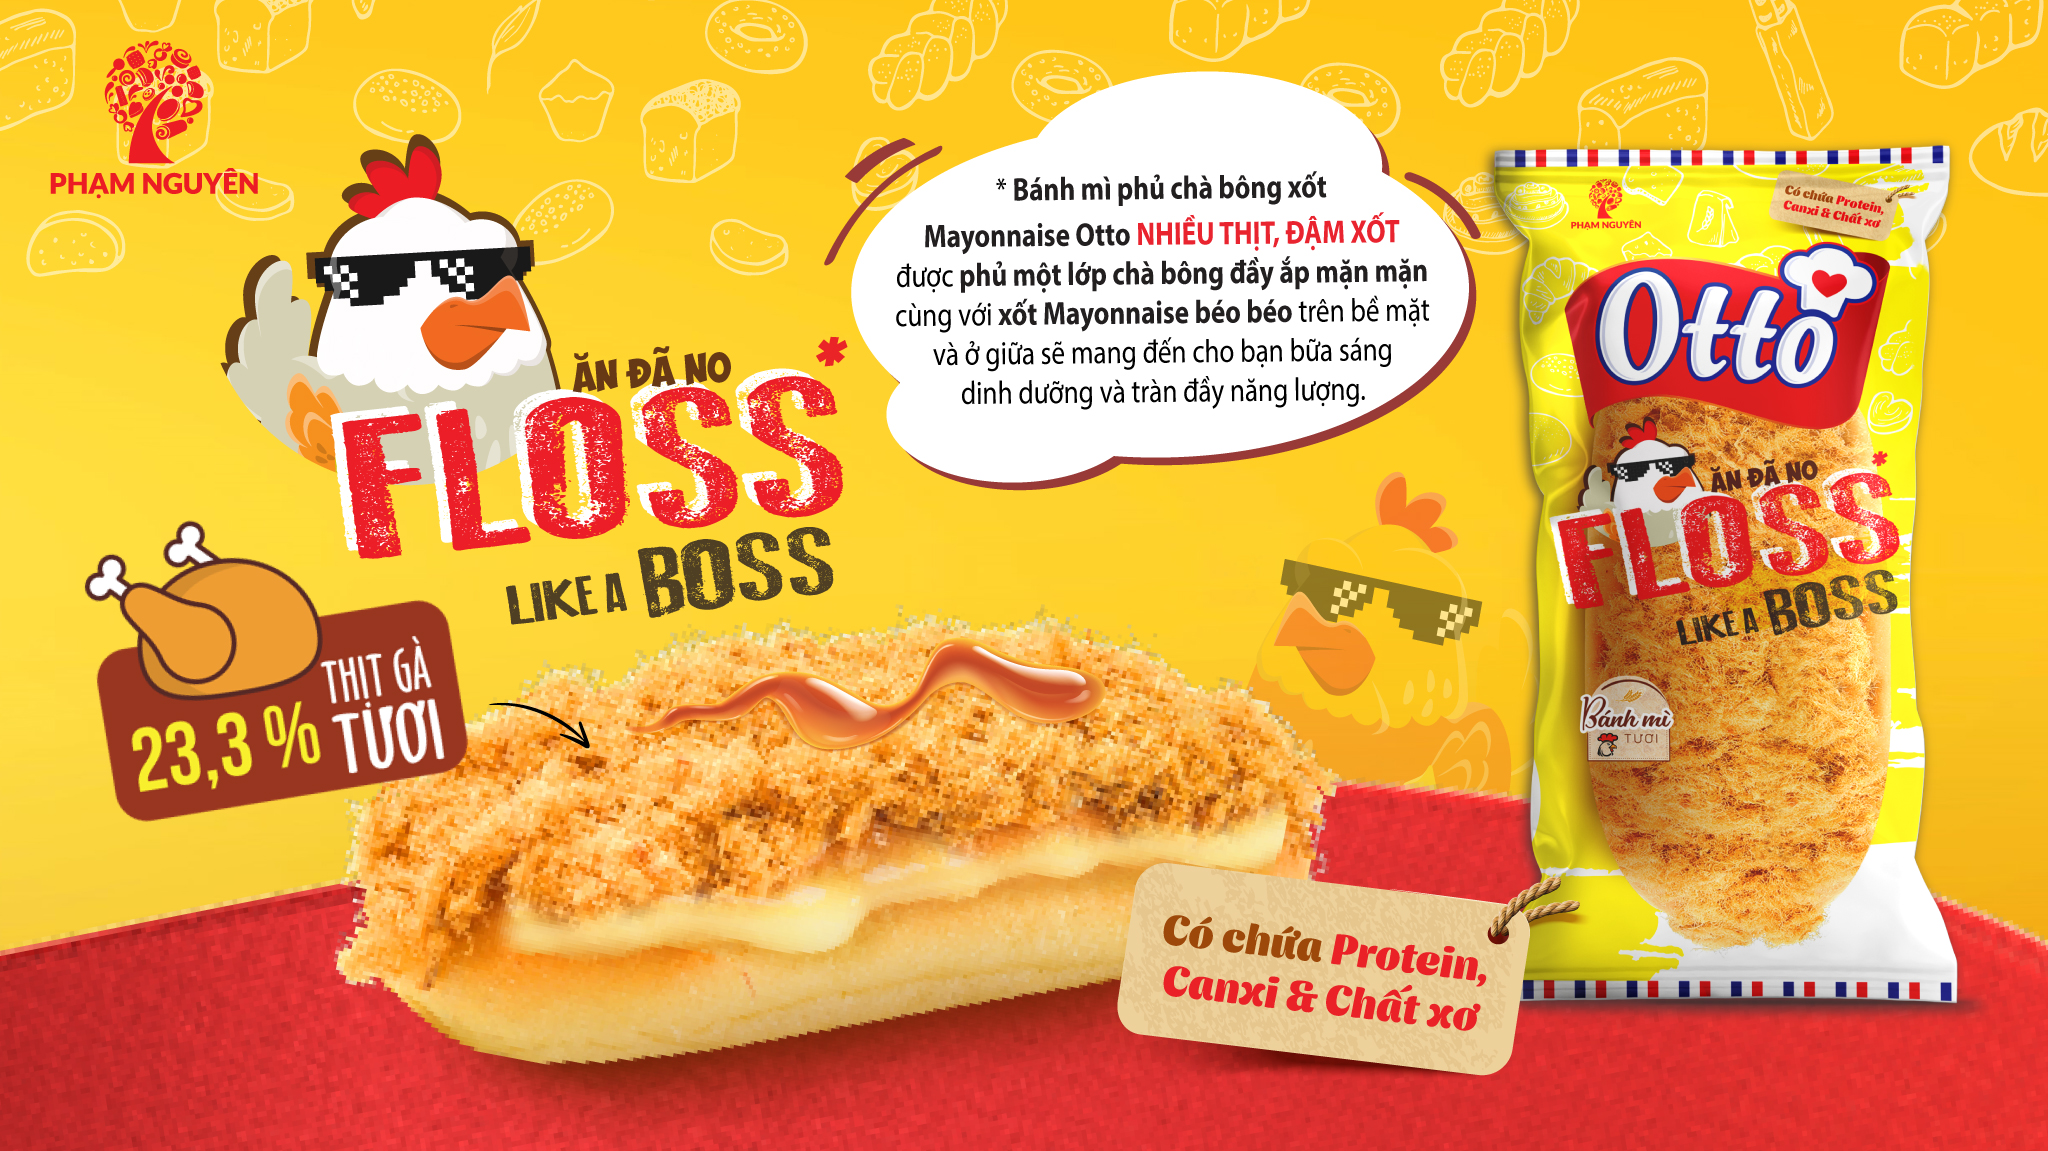 PHẠM NGUYÊN
ĂN ĐÃ NO
FLOSS*
LIKE A BOSS
* Bánh mì phủ chà bông xốt
Mayonnaise Otto NHIỀU THỊT, ĐẬM XỐT
được phủ một lớp chà bông đầy ắp mặn mặn
cùng với xốt Mayonnaise béo béo trên bề mặt
và ở giữa sẽ mang đến cho bạn bữa sáng
dinh dưỡng và tràn đầy năng lượng.
23,3 % THỊT GÀ
TƯƠI
Có chứa Protein,
Canxi & Chất xơ
PHẠM NGUYÊN
Có chứa Protein,
Canxi & Chất xơ
Otto
ĂN ĐÃ NO
FLOSS*
LIKE A BOSS
Bánh mì
TƯƠI